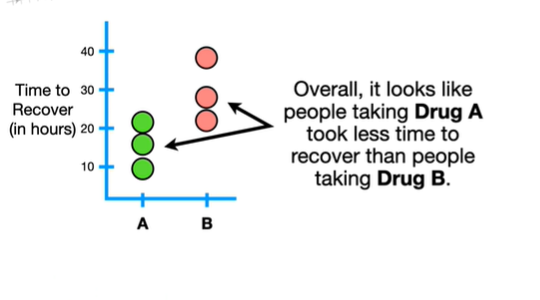 40
Time to 30
Recover
(in hours) 20
10
A B
Overall, it looks like
people taking Drug A
took less time to
recover than people
taking Drug B.